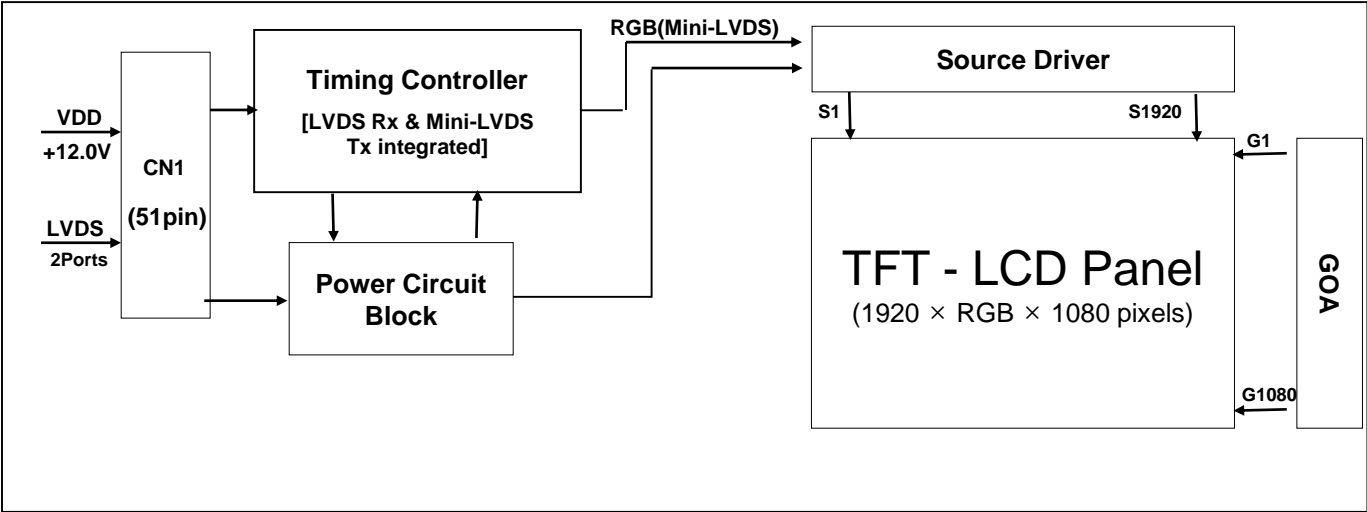 VDD
+12.0V
LVDS
2Ports
CN1
(51pin)
Timing Controller
[LVDS Rx & Mini-LVDS
Tx integrated]
Power Circuit
Block
RGB(Mini-LVDS)
Source Driver
S1
S1920
TFT - LCD Panel
(1920 × RGB × 1080 pixels)
G1
G1080
GOA